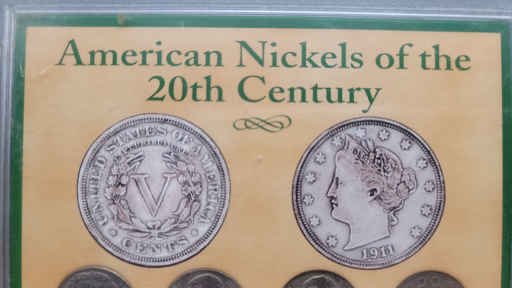 American Nickels of the
20th Century
UNITED STATES OF AMERICA
V
CENTS
1911